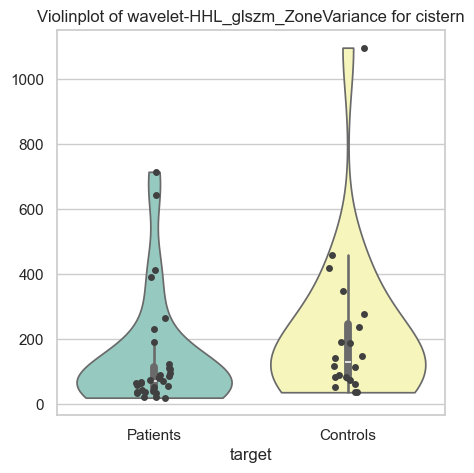 Violinplot of wavelet-HHL_glszm_ZoneVariance for cistern
1000
800
600
400
200
0
Patients
Controls
target